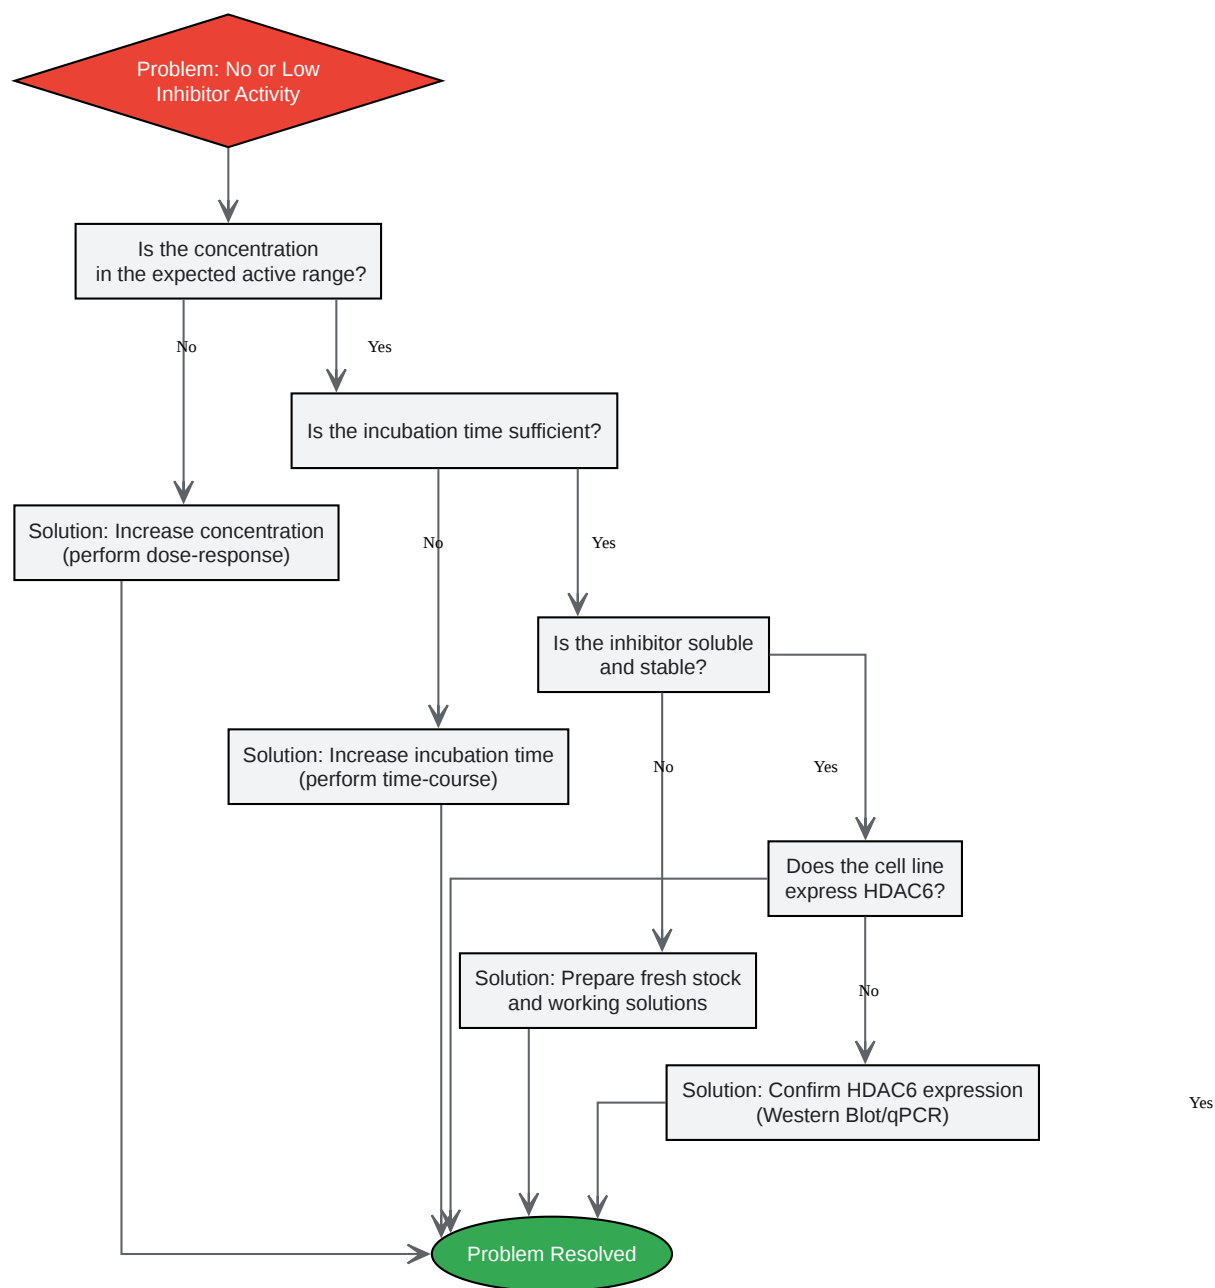 Problem: No or Low
Inhibitor Activity
Is the concentration
in the expected active range?
No
Yes
Is the incubation time sufficient?
Solution: Increase concentration
(perform dose-response)
No
Yes
Is the inhibitor soluble
and stable?
Solution: Increase incubation time
(perform time-course)
No
Yes
Does the cell line
express HDAC6?
Solution: Prepare fresh stock
and working solutions
No
Solution: Confirm HDAC6 expression
(Western Blot/qPCR)
Yes
Problem Resolved